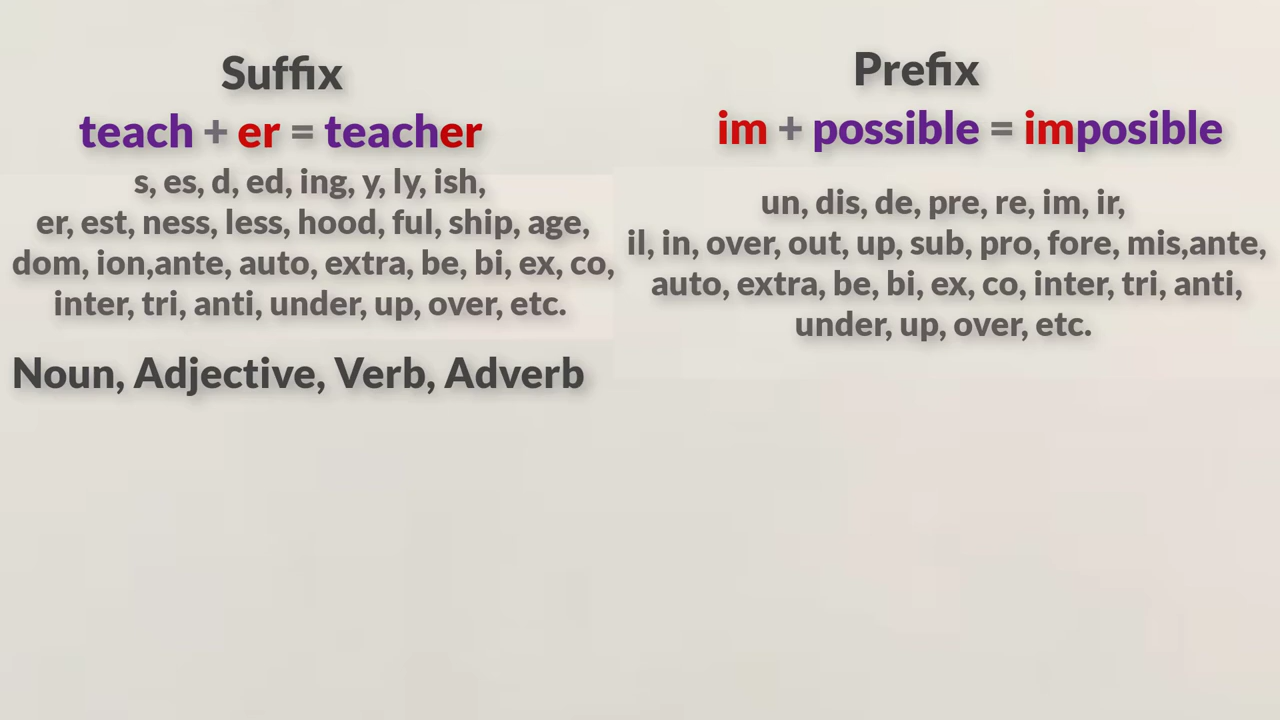 Suffix
teach + er = teacher
s, es, d, ed, ing, y, ly, ish,
er, est, ness, less, hood, ful, ship, age,
dom, ion,ante, auto, extra, be, bi, ex, co,
inter, tri, anti, under, up, over, etc.
Noun, Adjective, Verb, Adverb
Prefix
im + possible = imposible
un, dis, de, pre, re, im, ir,
il, in, over, out, up, sub, pro, fore, mis,ante,
auto, extra, be, bi, ex, co, inter, tri, anti,
under, up, over, etc.